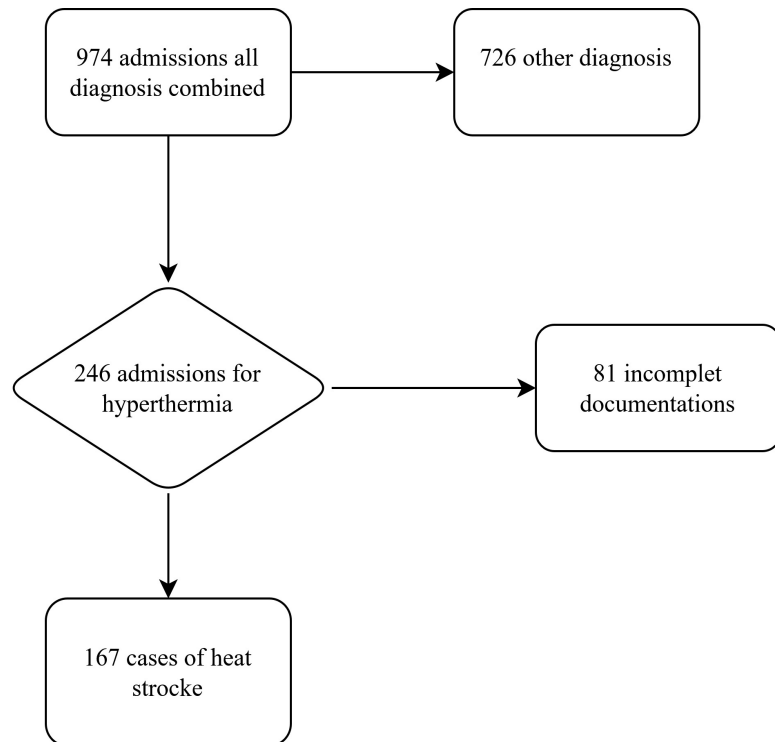 974 admissions all
diagnosis combined
726 other diagnosis
246 admissions for
hyperthermia
81 incomplet
documentations
167 cases of heat
strocke